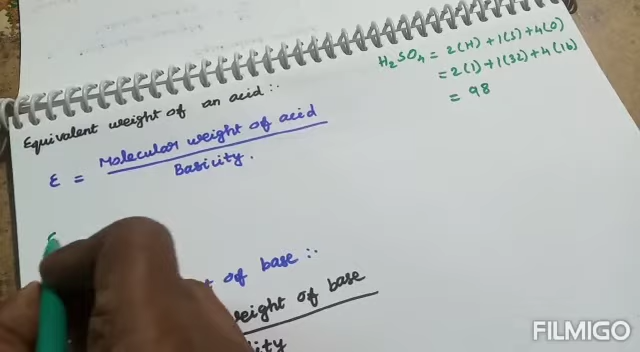 H₂SO₄ = 2(H) + 1(S) + 4(O)
= 2(1) + 1(32) + 4(16)
= 98
Equivalent weight of an acid :-
E = Molecular weight of acid
Basicity.
of base :-
weight of base
FILMIGO